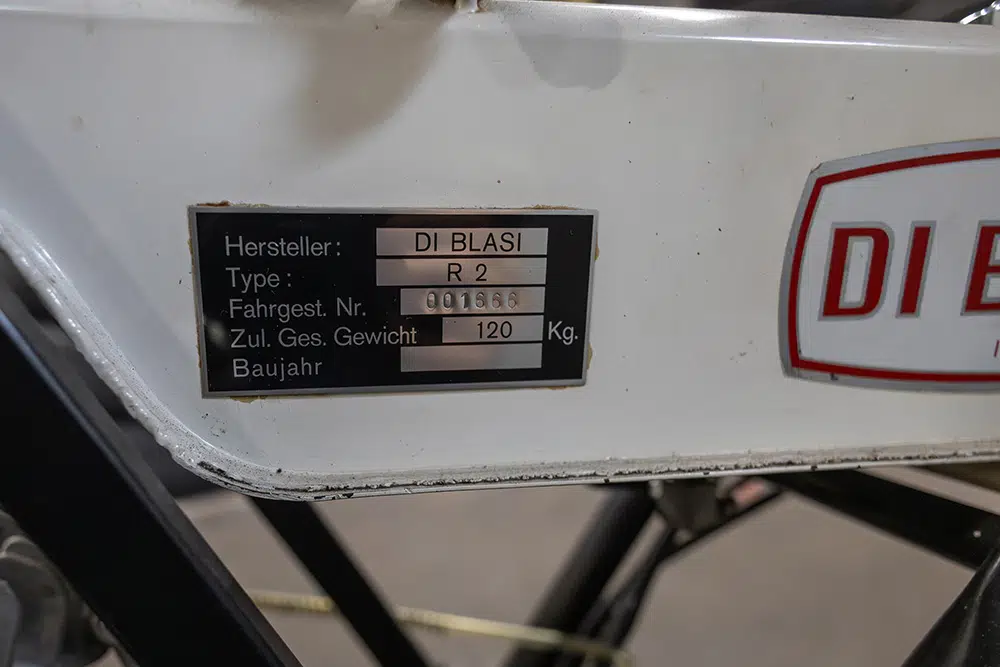 Hersteller: DI BLASI
Type: R 2
Fahrgest. Nr. 001666
Zul. Ges. Gewicht 120 Kg.
Baujahr
DI